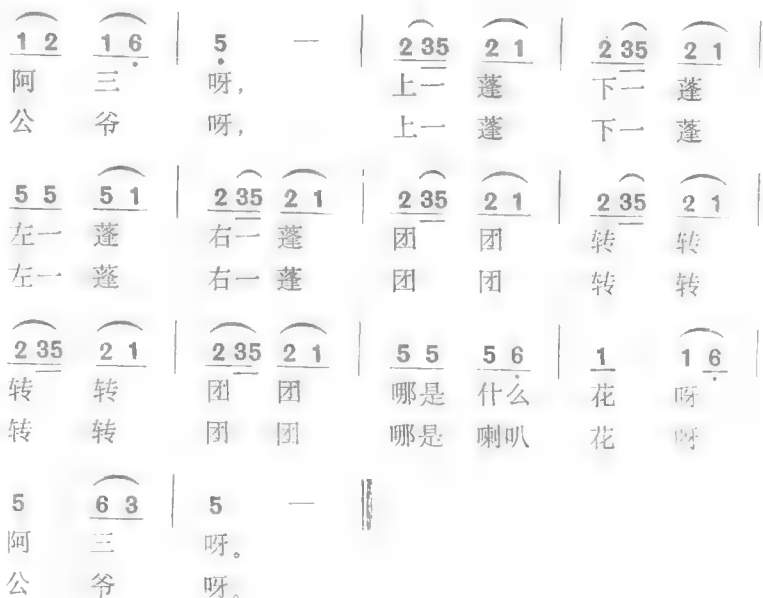 1 2 1 6 | 5 — | 2 35 2 1 | 2 35 2 1 |
阿 三 呀, 上一 蓬 下一 蓬
公 爷 呀, 上一 蓬 下一 蓬
5 5 5 1 | 2 35 2 1 | 2 35 2 1 | 2 35 2 1 |
左一 蓬 右一 蓬 团 团 转 转
左一 蓬 右一 蓬 团 团 转 转
2 35 2 1 | 2 35 2 1 | 5 5 5 6 | 1 1 6 |
转 转 团 团 哪是 什么 花 呀
转 转 团 团 哪是 喇叭 花 呀
5 6 3 | 5 — ‖
阿 三 呀。
公 爷 呀。